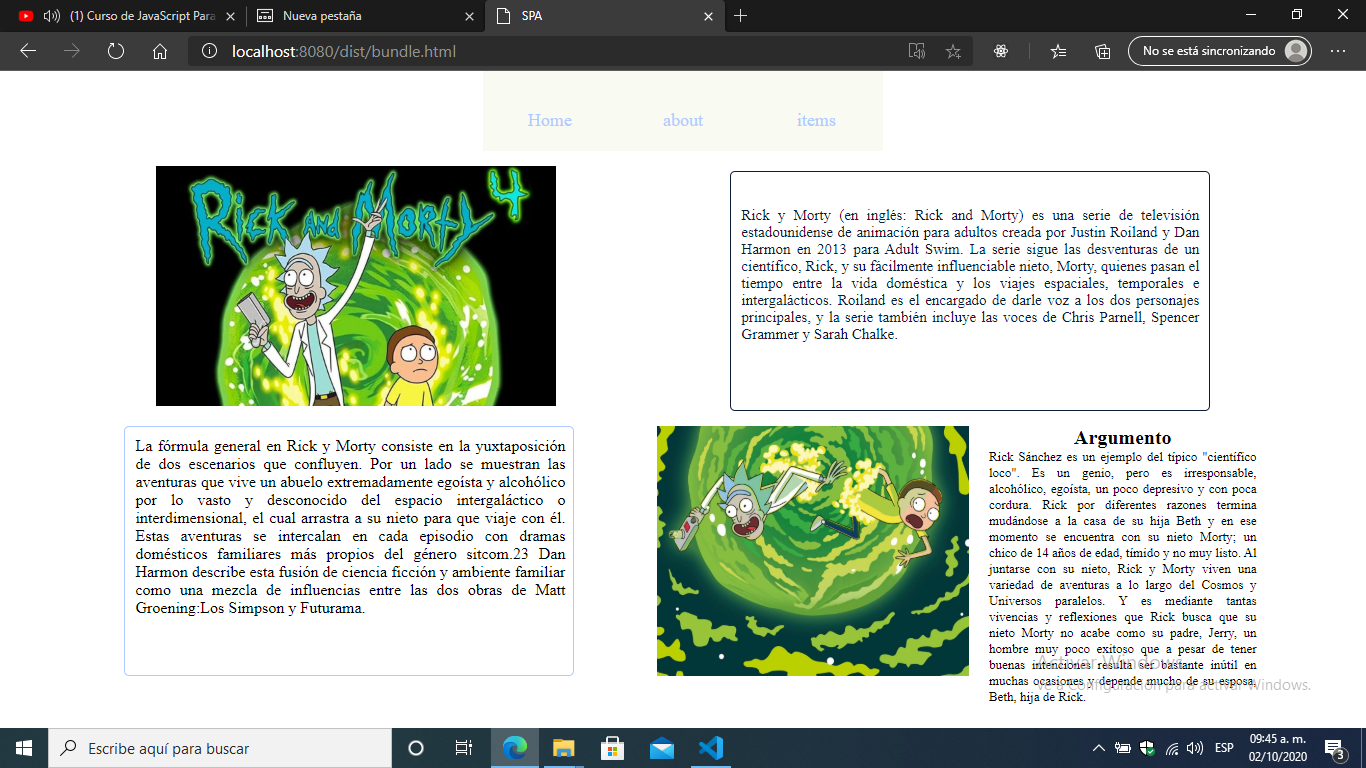 (1) Curso de JavaScript Para
Nueva pestaña
SPA
localhost:8080/dist/bundle.html
No se está sincronizando
Home about items
Rick and Morty 4
Rick y Morty (en inglés: Rick and Morty) es una serie de televisión
estadounidense de animación para adultos creada por Justin Roiland y Dan
Harmon en 2013 para Adult Swim. La serie sigue las desventuras de un
científico, Rick, y su fácilmente influenciable nieto, Morty, quienes pasan el
tiempo entre la vida doméstica y los viajes espaciales, temporales e
intergalácticos. Roiland es el encargado de darle voz a los dos personajes
principales, y la serie también incluye las voces de Chris Parnell, Spencer
Grammer y Sarah Chalke.
La fórmula general en Rick y Morty consiste en la yuxtaposición
de dos escenarios que confluyen. Por un lado se muestran las
aventuras que vive un abuelo extremadamente egoísta y alcohólico
por lo vasto y desconocido del espacio intergaláctico o
interdimensional, el cual arrastra a su nieto para que viaje con él.
Estas aventuras se intercalan en cada episodio con dramas
domésticos familiares más propios del género sitcom.23 Dan
Harmon describe esta fusión de ciencia ficción y ambiente familiar
como una mezcla de influencias entre las dos obras de Matt
Groening:Los Simpson y Futurama.
Argumento
Rick Sánchez es un ejemplo del típico "científico
loco". Es un genio, pero es irresponsable,
alcohólico, egoísta, un poco depresivo y con poca
cordura. Rick por diferentes razones termina
mudándose a la casa de su hija Beth y en ese
momento se encuentra con su nieto Morty; un
chico de 14 años de edad, tímido y no muy listo. Al
juntarse con su nieto, Rick y Morty viven una
variedad de aventuras a lo largo del Cosmos y
Universos paralelos. Y es mediante tantas
vivencias y reflexiones que Rick busca que su
nieto Morty no acabe como su padre, Jerry, un
hombre muy poco exitoso que a pesar de tener
buenas intenciones resulta ser bastante inútil en
muchas ocasiones y depende mucho de su esposa,
Beth, hija de Rick.
Activar Windows
Ve a Configuración para activar Windows.
Escribe aquí para buscar
ESP
09:45 a. m.
02/10/2020
3